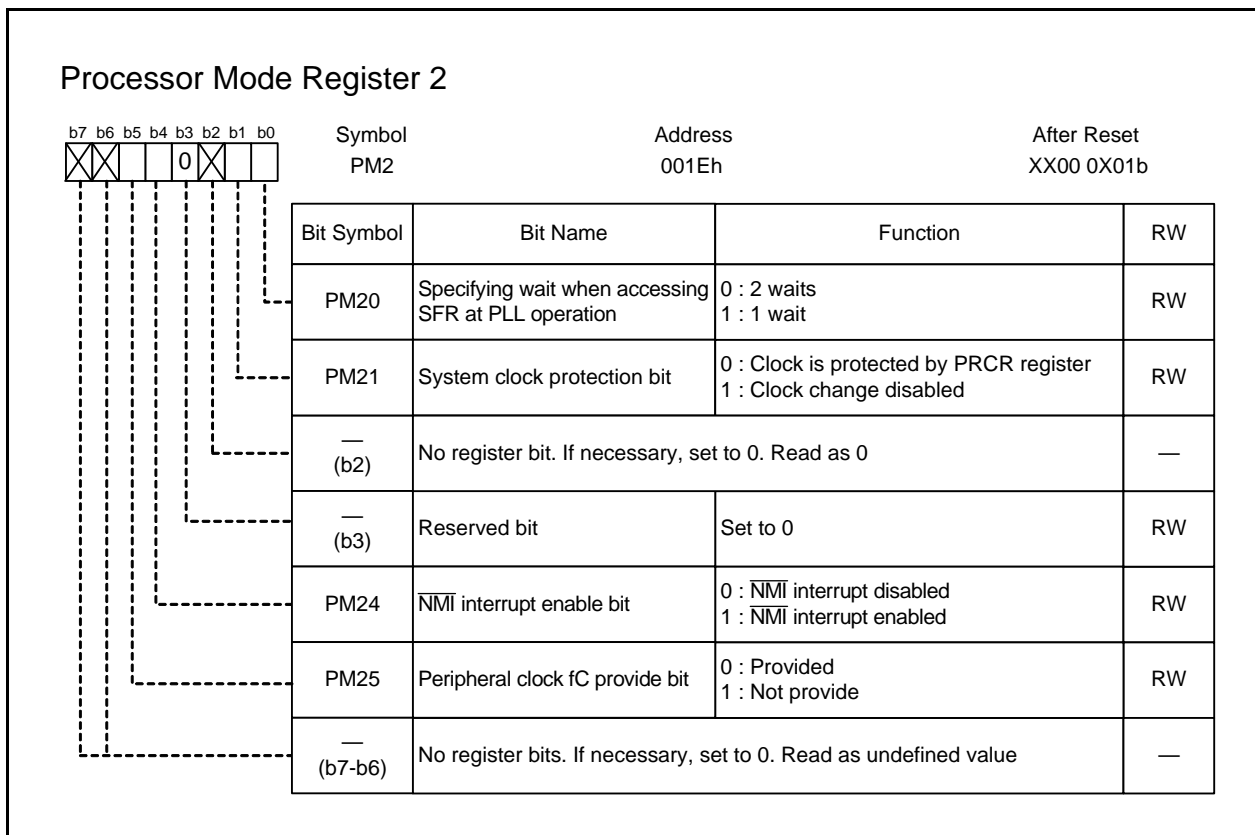 Processor Mode Register 2
b7 b6 b5 b4 b3 b2 b1 b0
0
Symbol Address After Reset
PM2 001Eh XX00 0X01b
Bit Symbol Bit Name Function RW
PM20 Specifying wait when accessing SFR at PLL operation 0 : 2 waits
1 : 1 wait RW
PM21 System clock protection bit 0 : Clock is protected by PRCR register
1 : Clock change disabled RW
—
(b2) No register bit. If necessary, set to 0. Read as 0 —
—
(b3) Reserved bit Set to 0 RW
PM24 N̅M̅I̅ interrupt enable bit 0 : N̅M̅I̅ interrupt disabled
1 : N̅M̅I̅ interrupt enabled RW
PM25 Peripheral clock fC provide bit 0 : Provided
1 : Not provide RW
—
(b7-b6) No register bits. If necessary, set to 0. Read as undefined value —